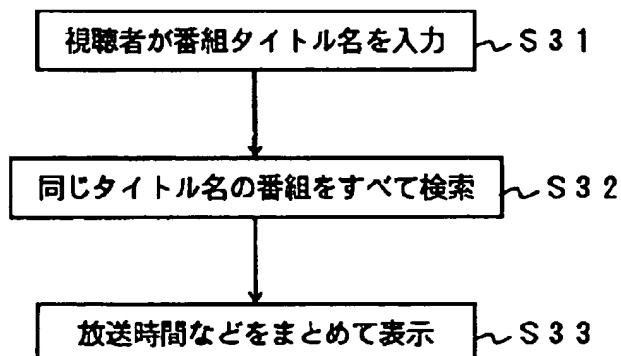 視聴者が番組タイトル名を入力 S31
同じタイトル名の番組をすべて検索 S32
放送時間などをまとめて表示 S33